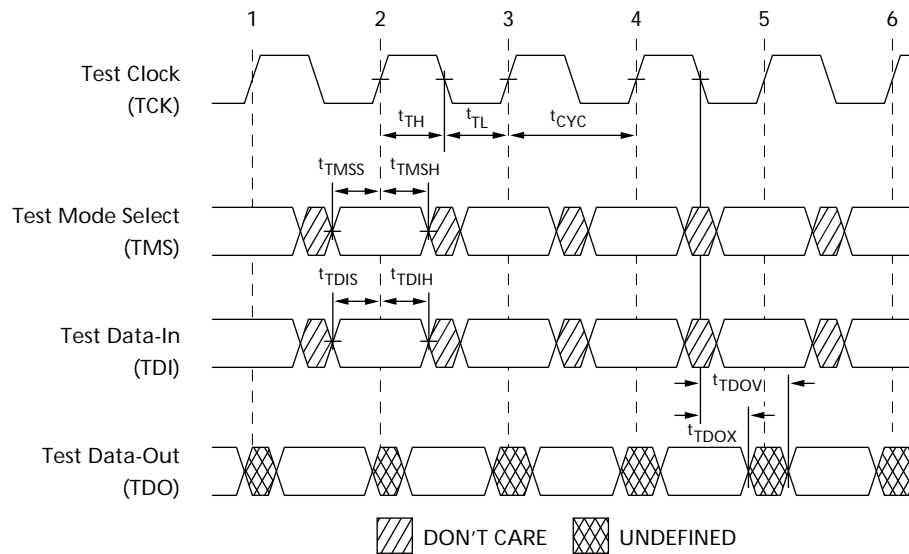 1 2 3 4 5 6
Test Clock
(TCK)
tTH tTL tCYC
tTMSS tTMSH
Test Mode Select
(TMS)
tTDIS tTDIH
Test Data-In
(TDI)
tTDOV
tTDOX
Test Data-Out
(TDO)
DON'T CARE UNDEFINED